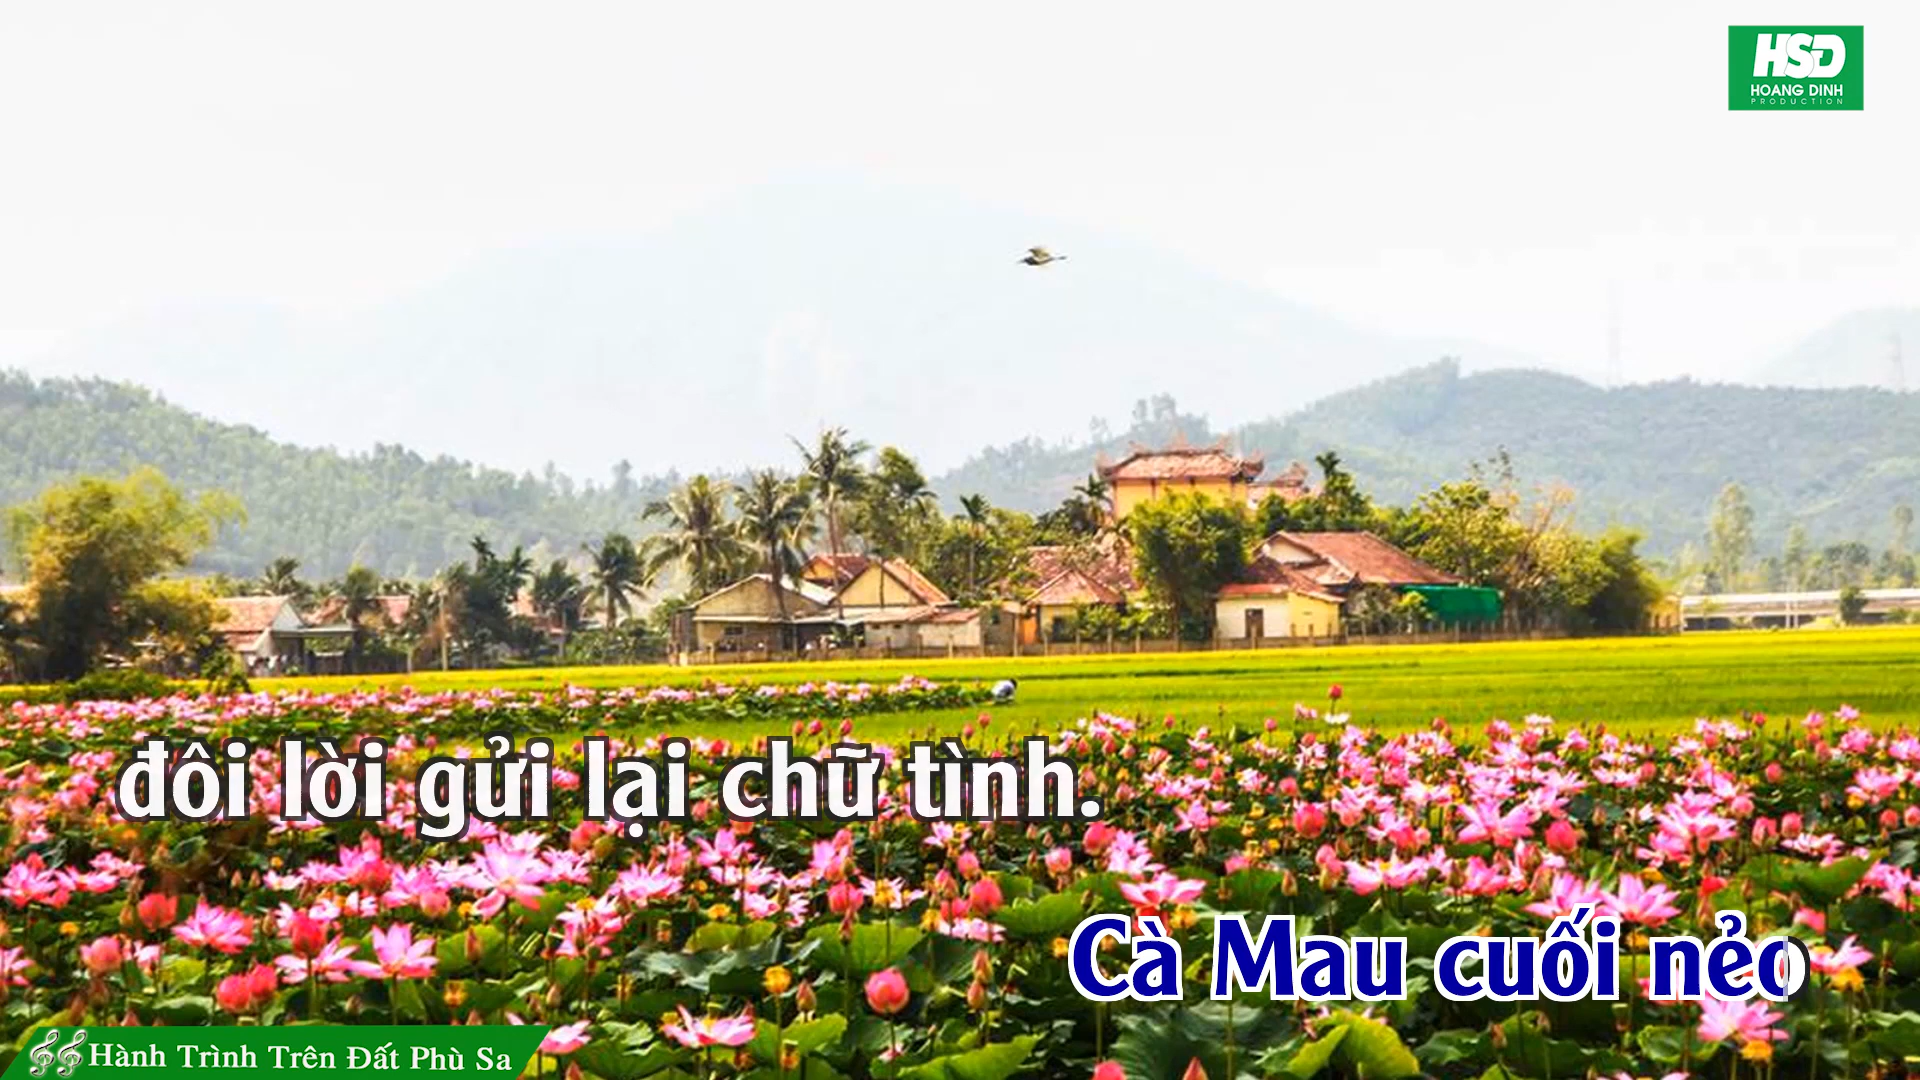 HSD
HOANG DINH
PRODUCTION
đôi lời gửi lại chữ tình.
Cà Mau cuối nẻo
Hành Trình Trên Đất Phù Sa